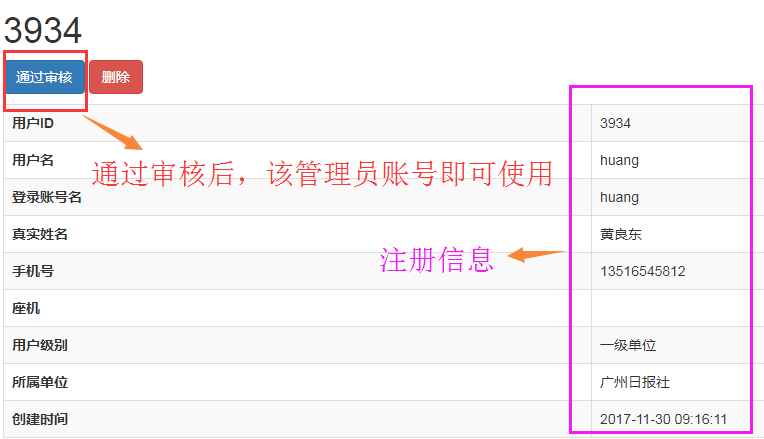 3934
通过审核 删除
用户ID 3934
用户名 huang
通过审核后，该管理员账号即可使用
登录账号名 huang
真实姓名 黄良东
注册信息
手机号 13516545812
座机
用户级别 一级单位
所属单位 广州日报社
创建时间 2017-11-30 09:16:11